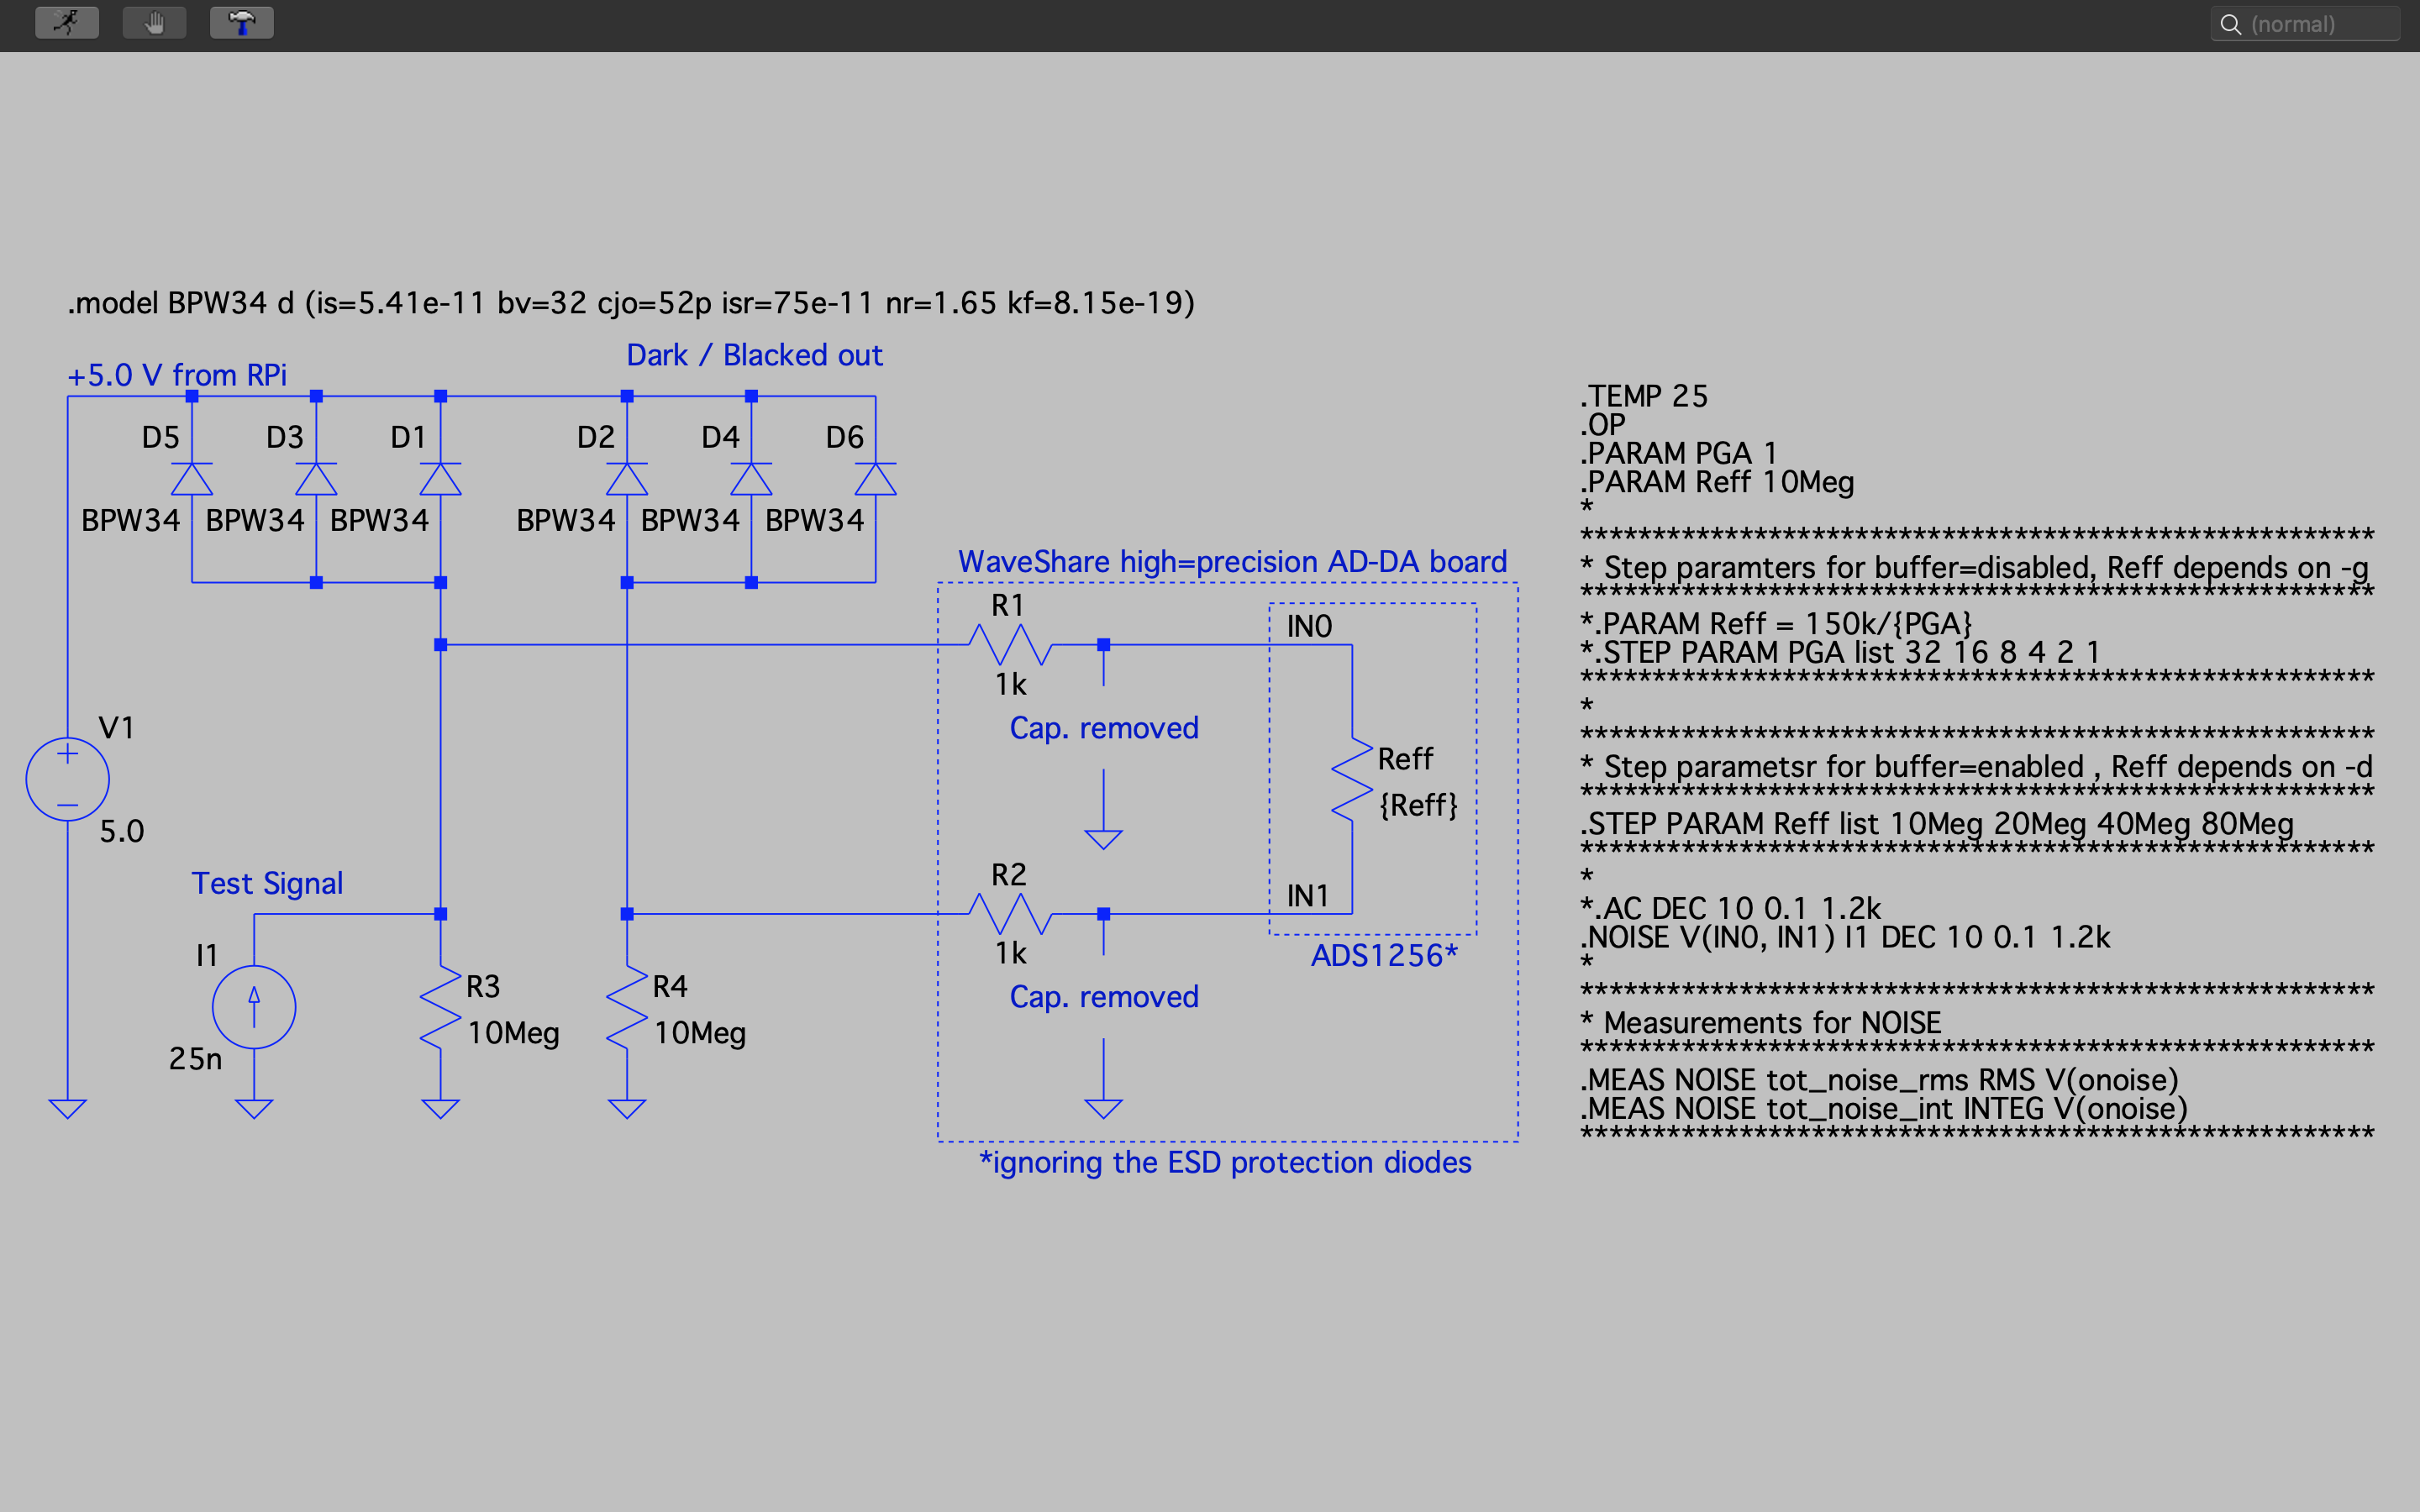 (normal)
.model BPW34 d (is=5.41e-11 bv=32 cjo=52p isr=75e-11 nr=1.65 kf=8.15e-19)
Dark / Blacked out
+5.0 V from RPi
D5
D3
D1
D2
D4
D6
BPW34
BPW34
BPW34
BPW34
BPW34
BPW34
WaveShare high=precision AD-DA board
R1
IN0
1k
Cap. removed
V1
+
Reff
{Reff}
5.0
Test Signal
R2
IN1
I1
1k
ADS1256*
R3
R4
Cap. removed
10Meg
10Meg
25n
*ignoring the ESD protection diodes
.TEMP 25
.OP
.PARAM PGA 1
.PARAM Reff 10Meg
*
*******************************************************
* Step paramters for buffer=disabled, Reff depends on -g
*******************************************************
*.PARAM Reff = 150k/{PGA}
*.STEP PARAM PGA list 32 16 8 4 2 1
*******************************************************
*
*******************************************************
* Step parametsr for buffer=enabled , Reff depends on -d
*******************************************************
.STEP PARAM Reff list 10Meg 20Meg 40Meg 80Meg
*******************************************************
*
*.AC DEC 10 0.1 1.2k
.NOISE V(IN0, IN1) I1 DEC 10 0.1 1.2k
*
*******************************************************
* Measurements for NOISE
*******************************************************
.MEAS NOISE tot_noise_rms RMS V(onoise)
.MEAS NOISE tot_noise_int INTEG V(onoise)
*******************************************************